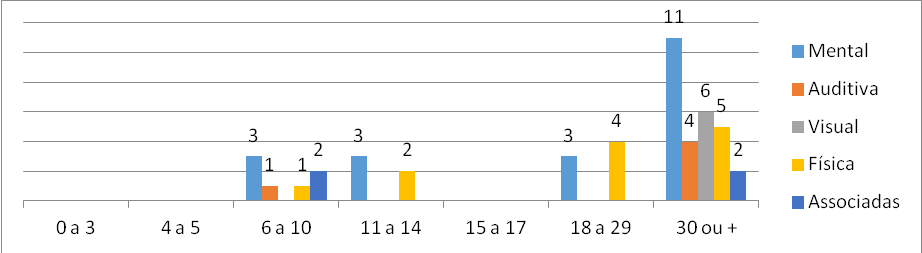 11
6
5
4
4
3
3
3
2
2
2
1
1
0 a 3
4 a 5
6 a 10
11 a 14
15 a 17
18 a 29
30 ou +
Mental
Auditiva
Visual
Física
Associadas